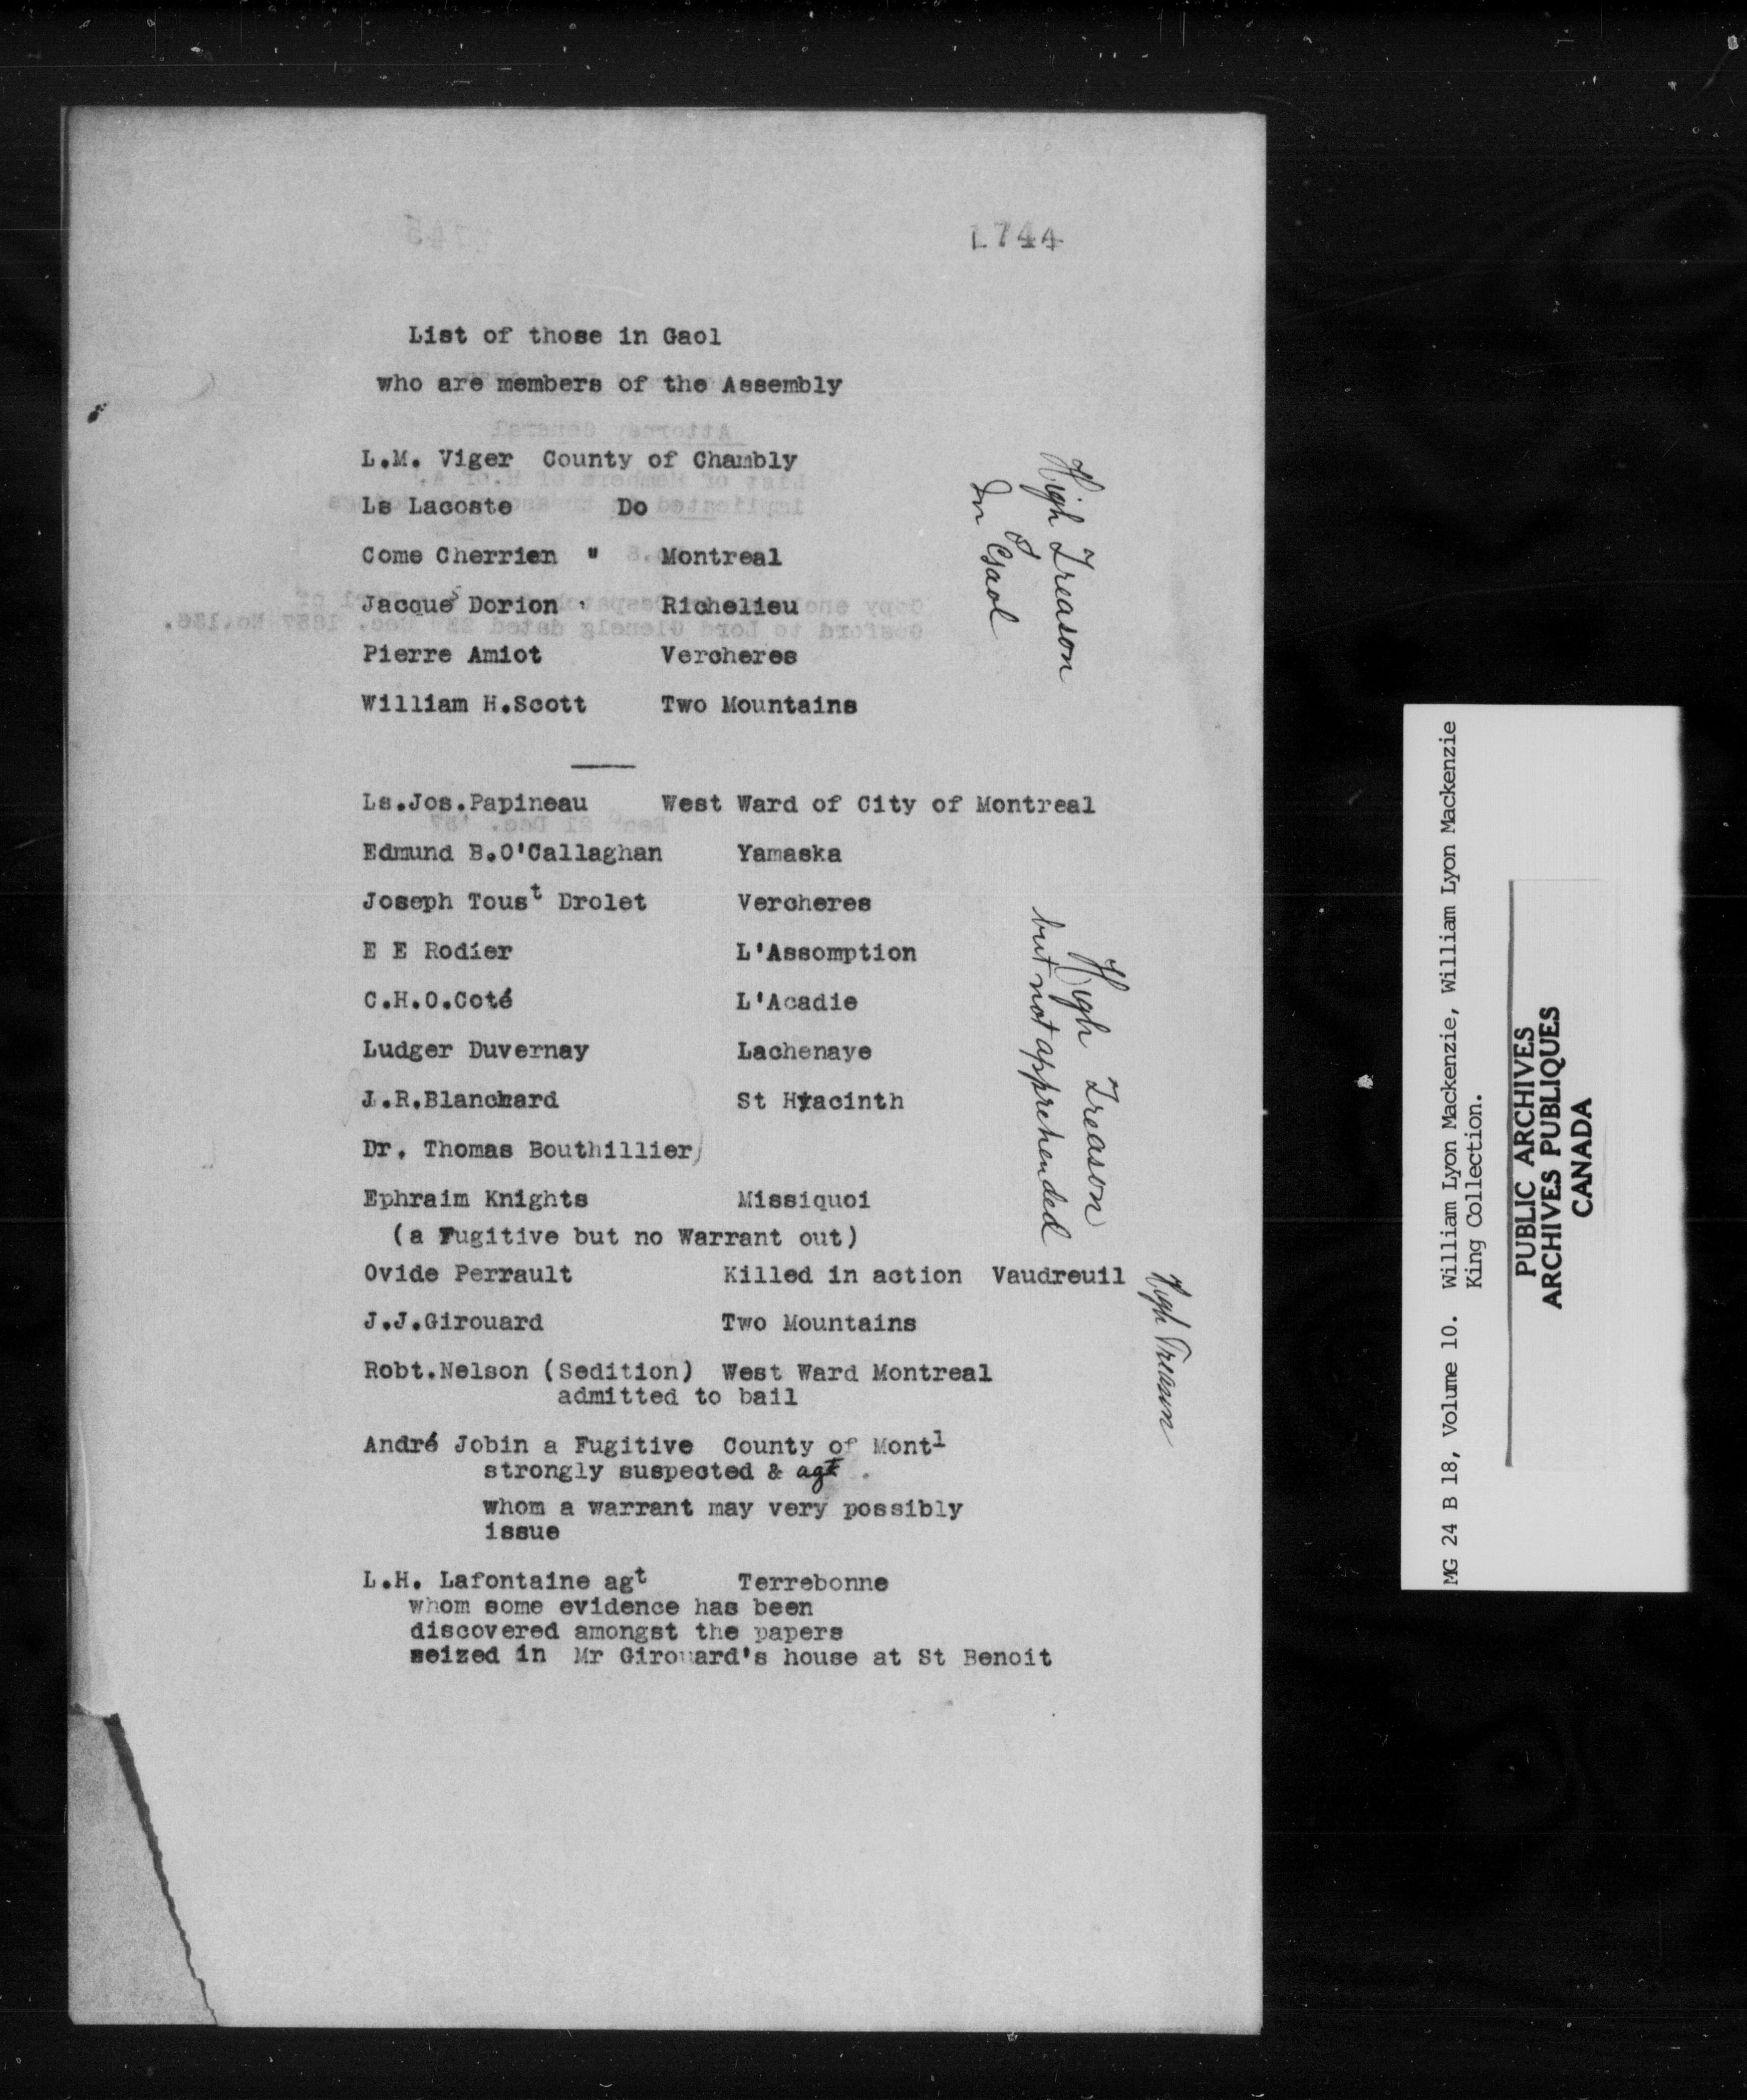 1744
List of those in Gaol
who are members of the Assembly
L.M. Viger County of Chambly
Ls Lacoste Do
Come Cherrier " Montreal
Jacques Dorion ' Richelieu
Pierre Amiot Vercheres
William H.Scott Two Mountains
High Treason
&
In Gaol
Ls.Jos.Papineau West Ward of City of Montreal
Edmund B.O'Callaghan Yamaska
Joseph Tousᵗ Drolet Vercheres
E E Rodier L'Assomption
C.H.O.Coté L'Acadie
Ludger Duvernay Lachenaye
J.R.Blanchard St Hyacinth
Dr. Thomas Bouthillier)
Ephraim Knights Missiquoi
(a Fugitive but no Warrant out)
High Treason
but not apprehended
Ovide Perrault Killed in action Vaudreuil
J.J.Girouard Two Mountains
High Treason
Robt.Nelson (Sedition) West Ward Montreal
admitted to bail
André Jobin a Fugitive County of Montˡ
strongly suspected & agᵗ
whom a warrant may very possibly
issue
L.H. Lafontaine agᵗ Terrebonne
whom some evidence has been
discovered amongst the papers
seized in Mr Girouard's house at St Benoit
MG 24 B 18, Volume 10. William Lyon Mackenzie, William Lyon Mackenzie
King Collection.
PUBLIC ARCHIVES
ARCHIVES PUBLIQUES
CANADA